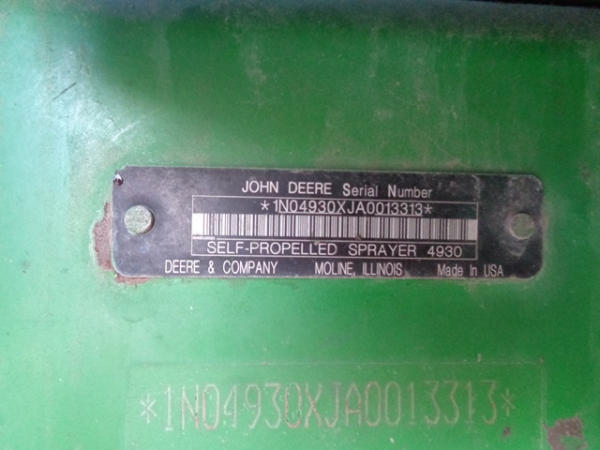 JOHN DEERE Serial Number
*1N04930XJA0013313*
SELF-PROPELLED SPRAYER 4930
DEERE & COMPANY MOLINE, ILLINOIS Made In USA
*1N04930XJA0013313*